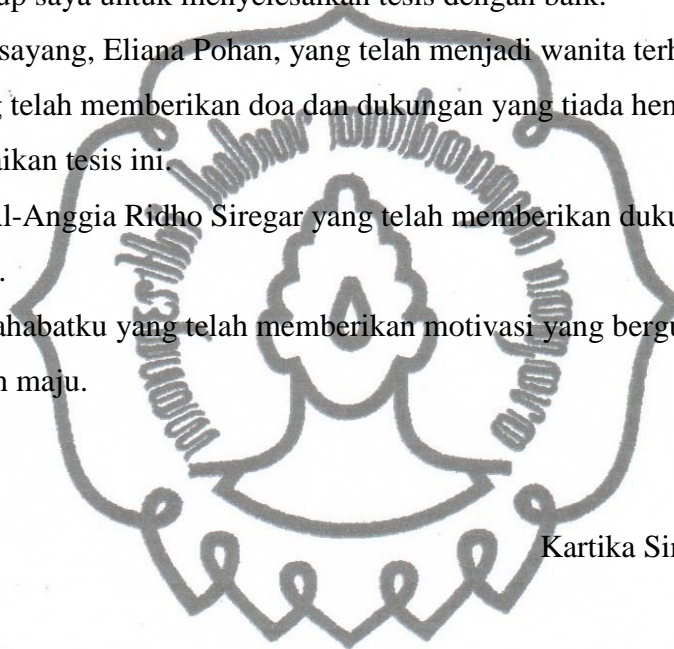 up saya untuk menyelesaikan tesis dengan baik.
sayang, Eliana Pohan, yang telah menjadi wanita terh
telah memberikan doa dan dukungan yang tiada hen
ikan tesis ini.
l-Anggia Ridho Siregar yang telah memberikan duku
ahabatku yang telah memberikan motivasi yang bergu
maju.
Kartika Sir